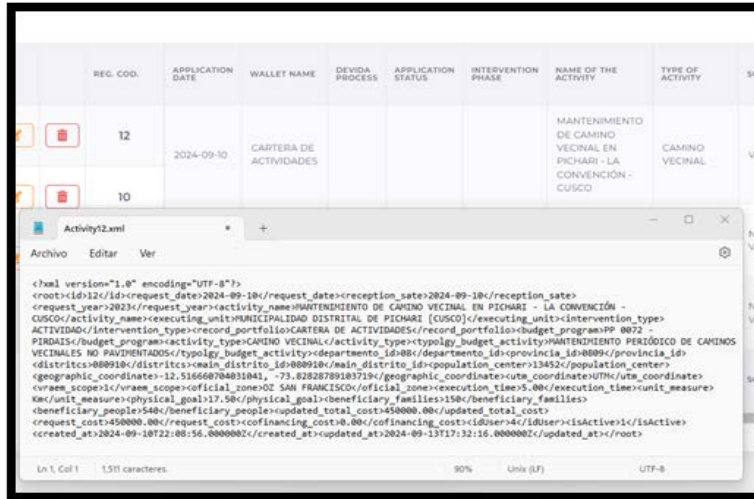 REG. COD.
APPLICATION
DATE
WALLET NAME
DEVIDA
PROCESS
APPLICATION
STATUS
INTERVENTION
PHASE
NAME OF THE
ACTIVITY
TYPE OF
ACTIVITY
12
2024-09-10
CARTERA DE
ACTIVIDADES
MANTENIMIENTO
DE CAMINO
VECINAL EN
PICHARI - LA
CONVENCIÓN -
CUSCO
CAMINO
VECINAL
10
Activity12.xml
Archivo Editar Ver
<?xml version="1.0" encoding="UTF-8"?>
<root><id>12</id><request_date>2024-09-10</request_date><reception_sate>2024-09-10</reception_sate>
<request_year>2023</request_year><activity_name>MANTENIMIENTO DE CAMINO VECINAL EN PICHARI - LA CONVENCIÓN -
CUSCO</activity_name><executing_unit>MUNICIPALIDAD DISTRITAL DE PICHARI [CUSCO]</executing_unit><intervention_type>
ACTIVIDAD</intervention_type><record_portfolio>CARTERA DE ACTIVIDADES</record_portfolio><budget_program>PP 0072 -
PIRDAIS</budget_program><activity_type>CAMINO VECINAL</activity_type><typolgy_budget_activity>MANTENIMIENTO PERIÓDICO DE CAMINOS
VECINALES NO PAVIMENTADOS</typolgy_budget_activity><departmento_id>08</departmento_id><provincia_id>0809</provincia_id>
<distritcs>080910</distritcs><main_distrito_id>080910</main_distrito_id><population_center>13452</population_center>
<geographic_coordinate>-12.516660704031041, -73.82828789103719</geographic_coordinate><utm_coordinate>UTM</utm_coordinate>
<vraem_scope>1</vraem_scope><oficial_zone>OZ SAN FRANCISCO</oficial_zone><execution_time>5.00</execution_time><unit_measure>
Km</unit_measure><physical_goal>17.50</physical_goal><beneficiary_families>150</beneficiary_families>
<beneficiary_people>540</beneficiary_people><updated_total_cost>450000.00</updated_total_cost>
<request_cost>450000.00</request_cost><cofinancing_cost>0.00</cofinancing_cost><idUser>4</idUser><isActive>1</isActive>
<created_at>2024-09-10T22:08:56.000000Z</created_at><updated_at>2024-09-13T17:32:16.000000Z</updated_at></root>
Ln 1, Col 1 1,511 caracteres. 90% Unix (LF) UTF-8